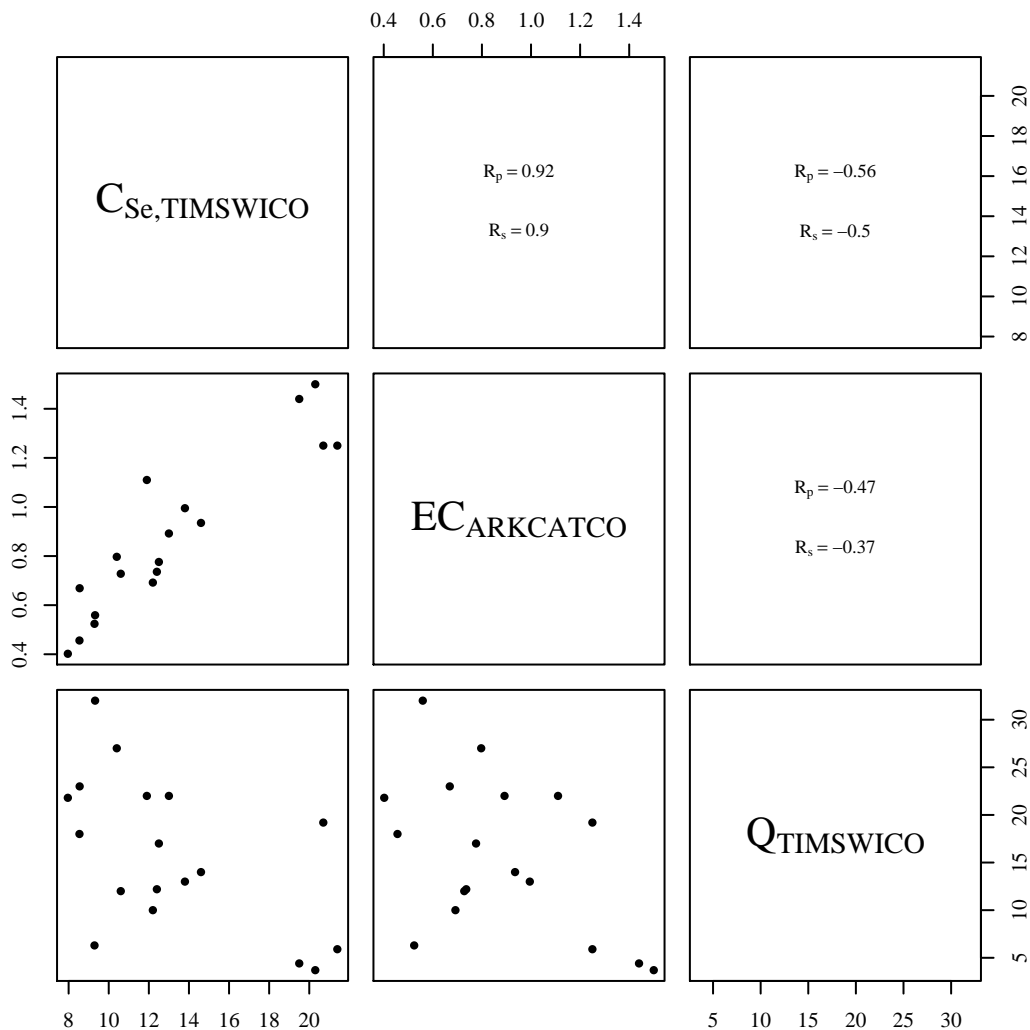 0.4 0.6 0.8 1.0 1.2 1.4
C_Se,TIMSWICO
R_p = 0.92
R_s = 0.9
R_p = −0.56
R_s = −0.5
8 10 12 14 16 18 20
0.4 0.6 0.8 1.0 1.2 1.4
EC_ARKCATCO
R_p = −0.47
R_s = −0.37
Q_TIMSWICO
5 10 15 20 25 30
8 10 12 14 16 18 20
5 10 15 20 25 30